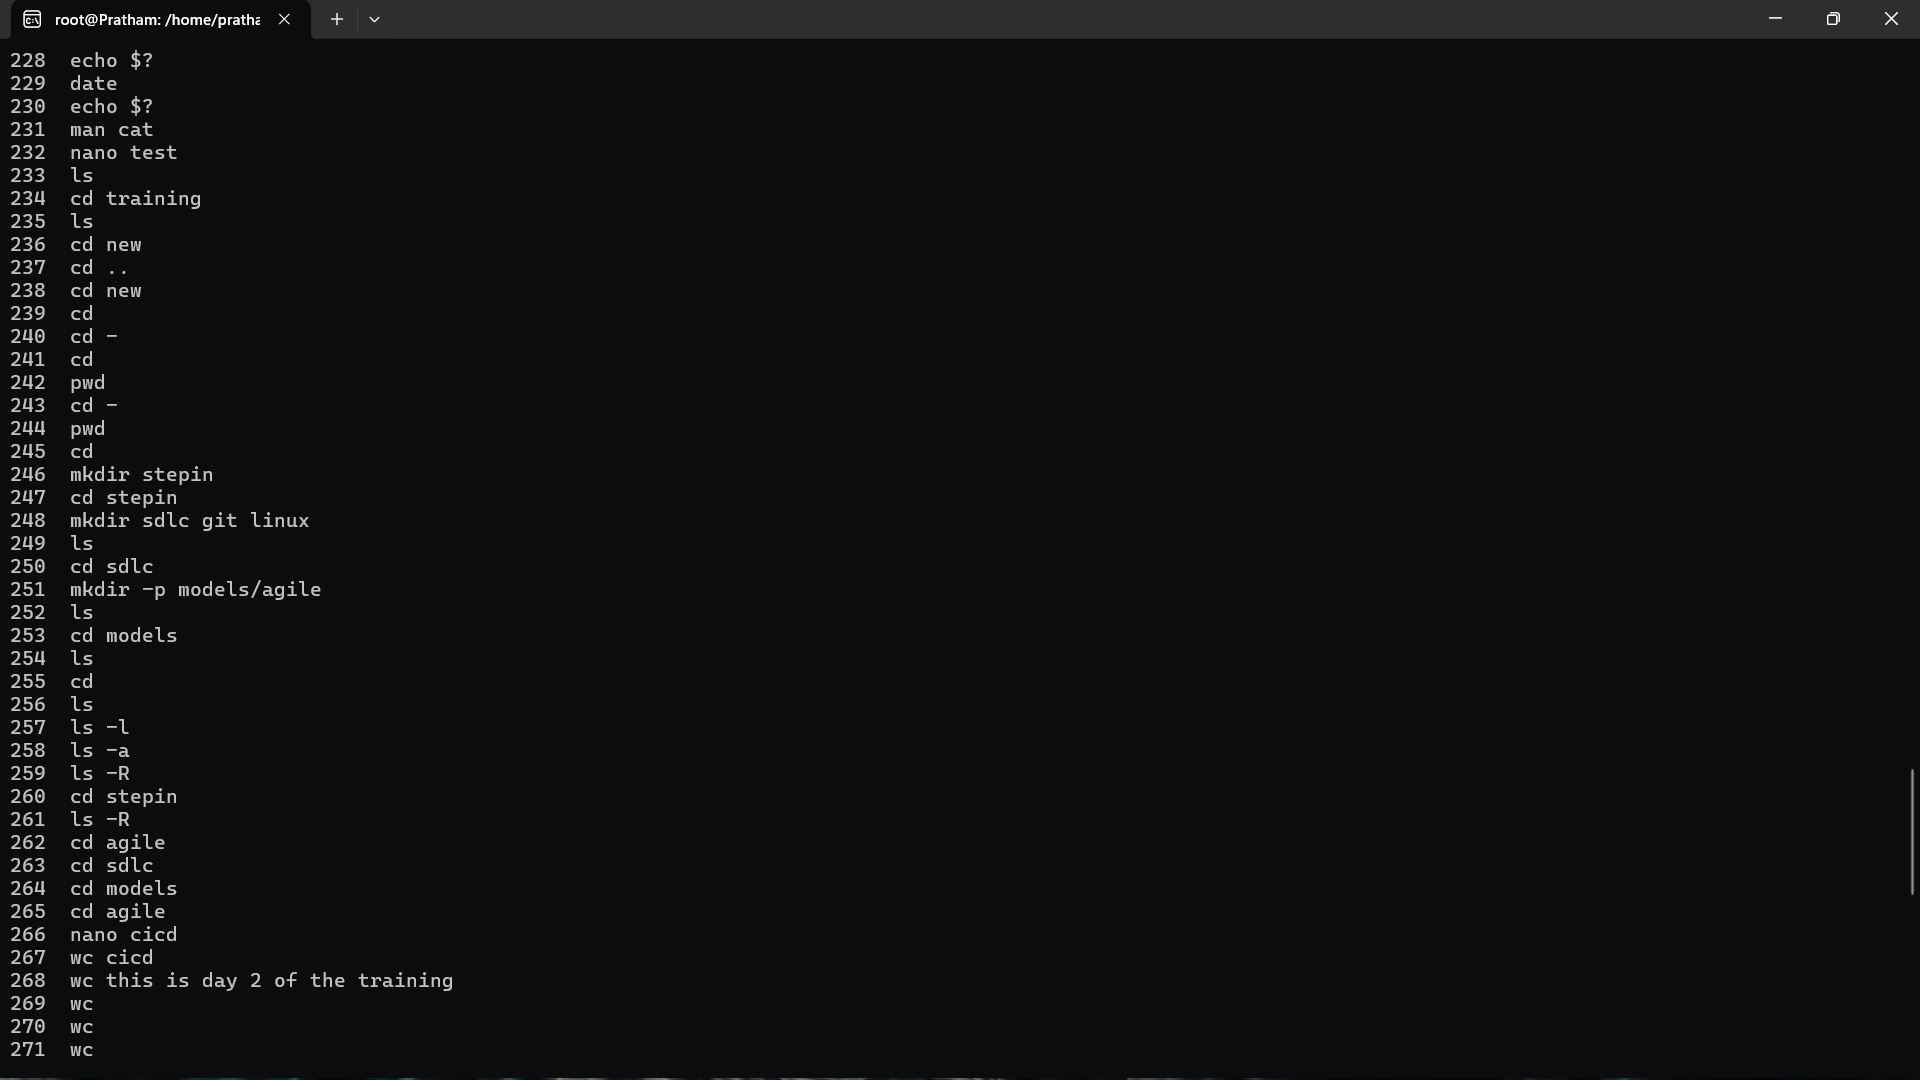 root@Pratham: /home/pratha
228 echo $?
229 date
230 echo $?
231 man cat
232 nano test
233 ls
234 cd training
235 ls
236 cd new
237 cd ..
238 cd new
239 cd
240 cd -
241 cd
242 pwd
243 cd -
244 pwd
245 cd
246 mkdir stepin
247 cd stepin
248 mkdir sdlc git linux
249 ls
250 cd sdlc
251 mkdir -p models/agile
252 ls
253 cd models
254 ls
255 cd
256 ls
257 ls -l
258 ls -a
259 ls -R
260 cd stepin
261 ls -R
262 cd agile
263 cd sdlc
264 cd models
265 cd agile
266 nano cicd
267 wc cicd
268 wc this is day 2 of the training
269 wc
270 wc
271 wc